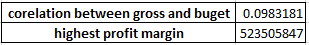 corelation between gross and buget 0.0983181
highest profit margin 523505847